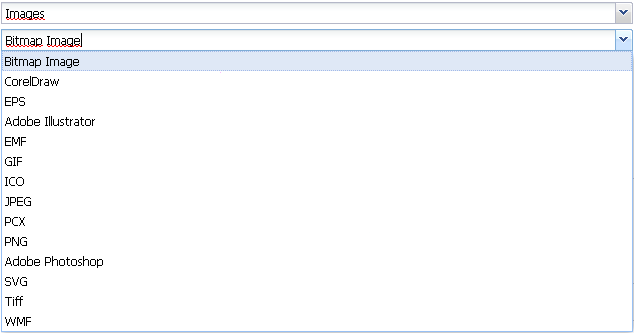 Images
Bitmap Image
Bitmap Image
CorelDraw
EPS
Adobe Illustrator
EMF
GIF
ICO
JPEG
PCX
PNG
Adobe Photoshop
SVG
Tiff
WMF